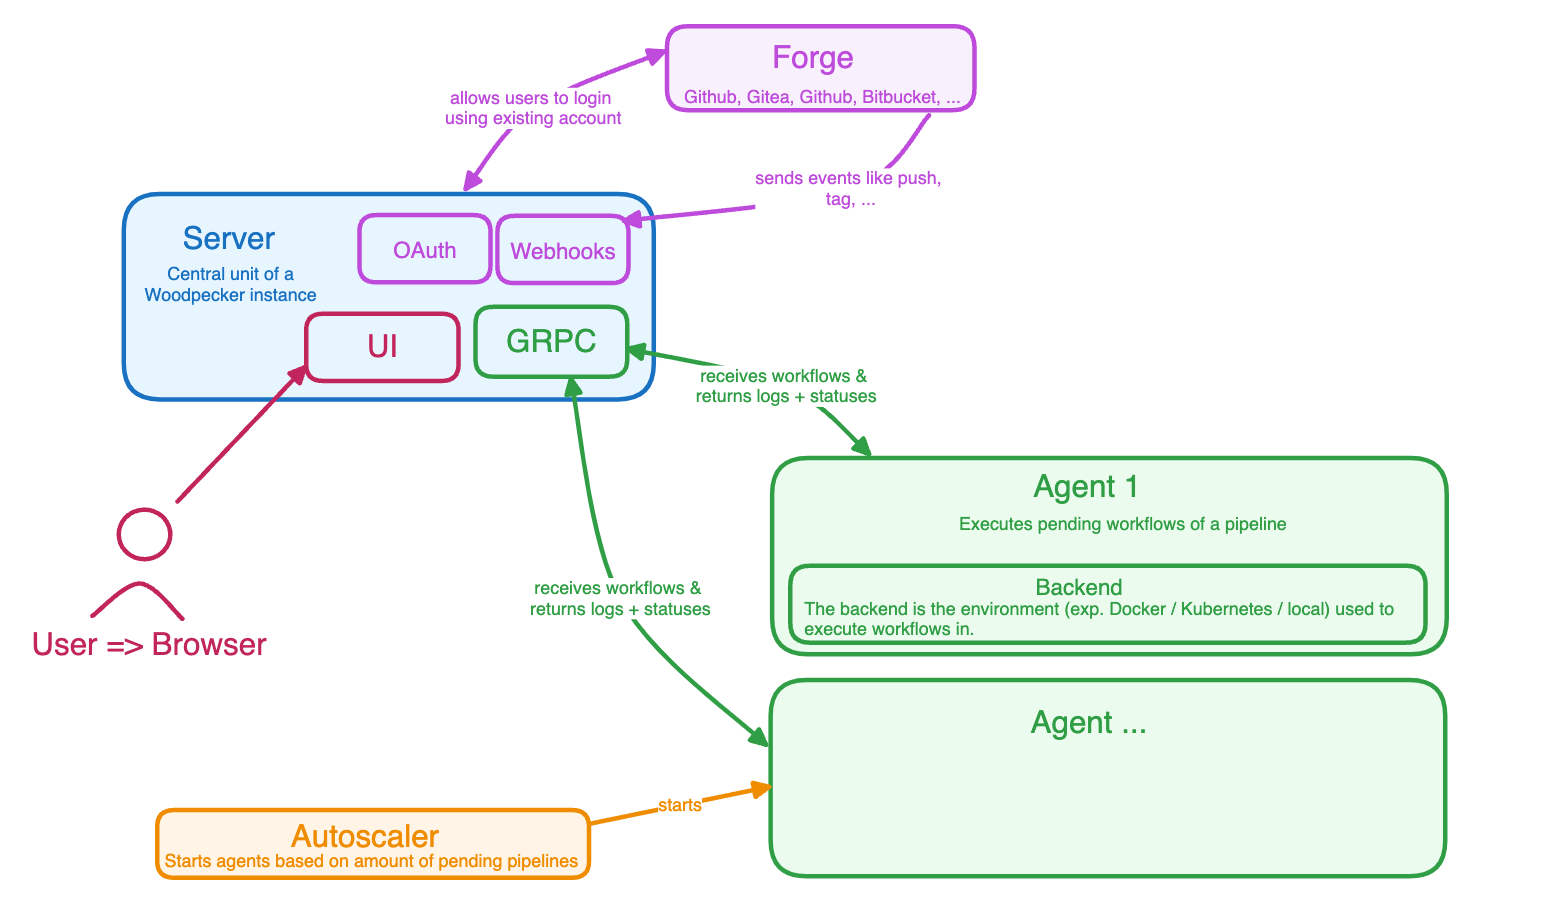 Forge
Github, Gitea, Github, Bitbucket, ...
allows users to login
using existing account
sends events like push,
tag, ...
Server
Central unit of a
Woodpecker instance
OAuth
Webhooks
UI
GRPC
receives workflows &
returns logs + statuses
Agent 1
Executes pending workflows of a pipeline
Backend
The backend is the environment (exp. Docker / Kubernetes / local) used to
execute workflows in.
receives workflows &
returns logs + statuses
User => Browser
Agent ...
starts
Autoscaler
Starts agents based on amount of pending pipelines